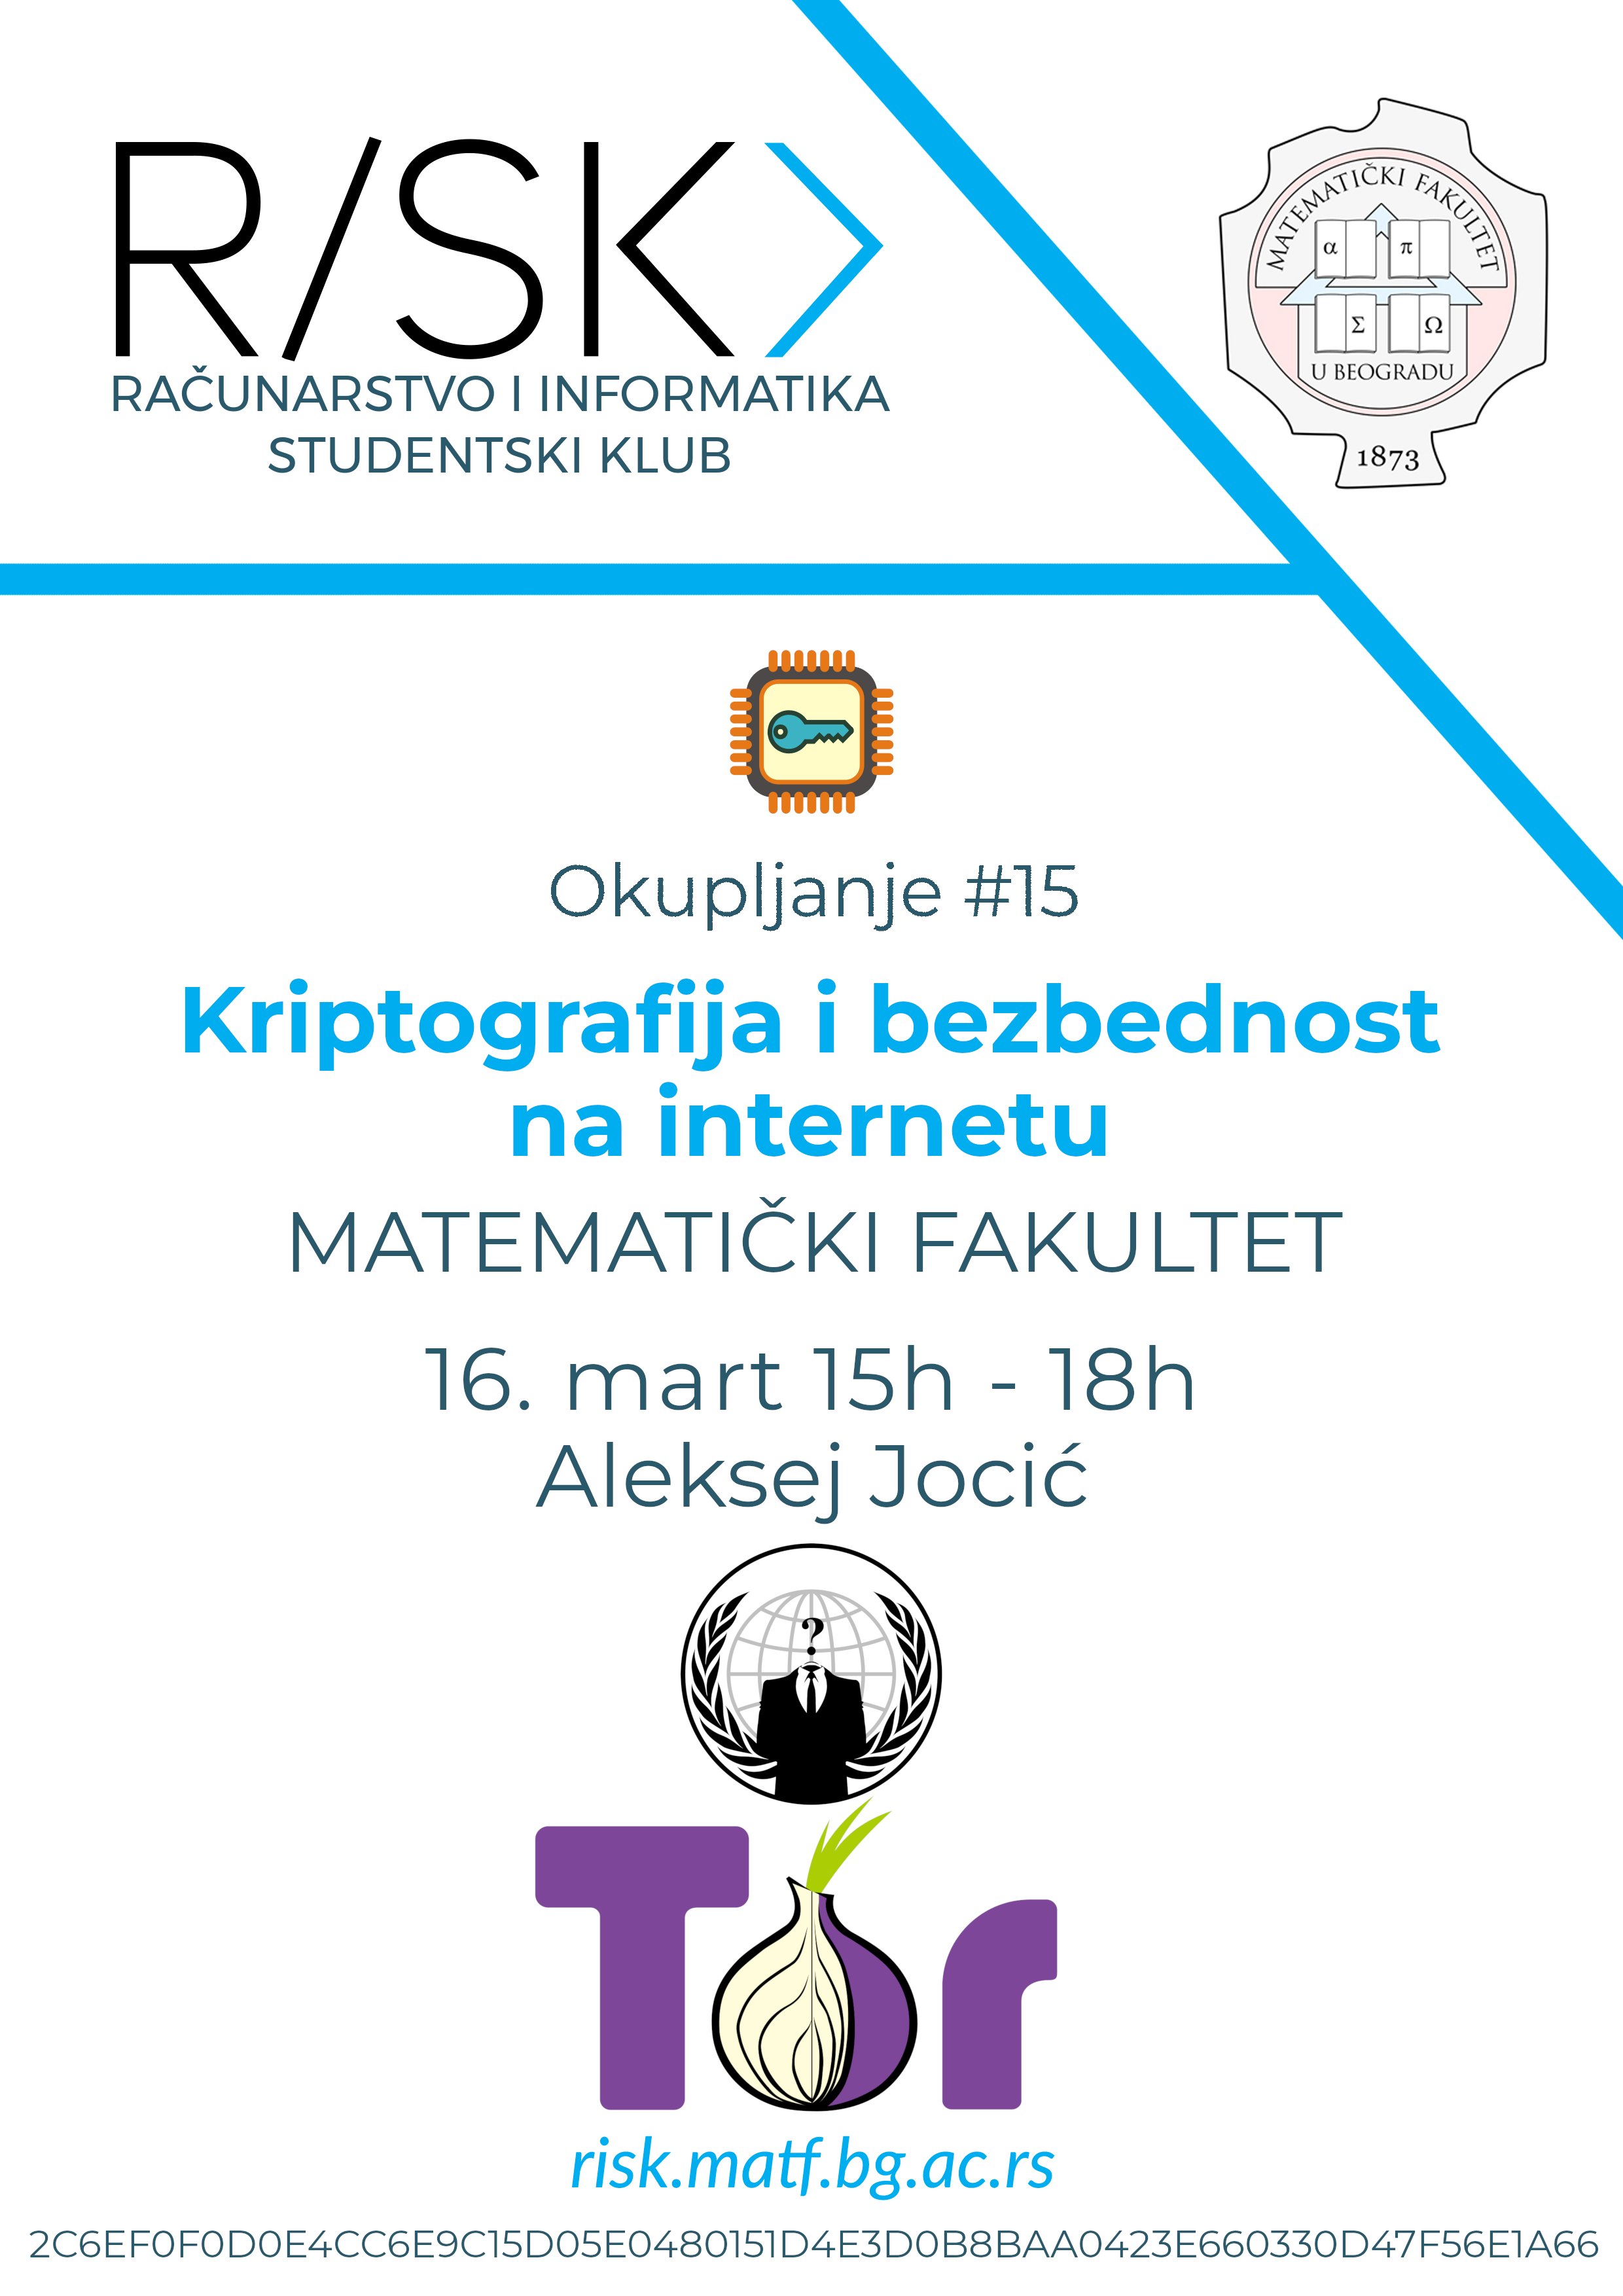 R/SK>
RAČUNARSTVO I INFORMATIKA
STUDENTSKI KLUB
MATEMATIČKI FAKULTET
α π
Σ Ω
U BEOGRADU
1873
Okupljanje #15
Kriptografija i bezbednost
na internetu
MATEMATIČKI FAKULTET
16. mart 15h - 18h
Aleksej Jocić
?
Tor
risk.matf.bg.ac.rs
2C6EF0F0D0E4CC6E9C15D05E0480151D4E3D0B8BAA0423E660330D47F56E1A66